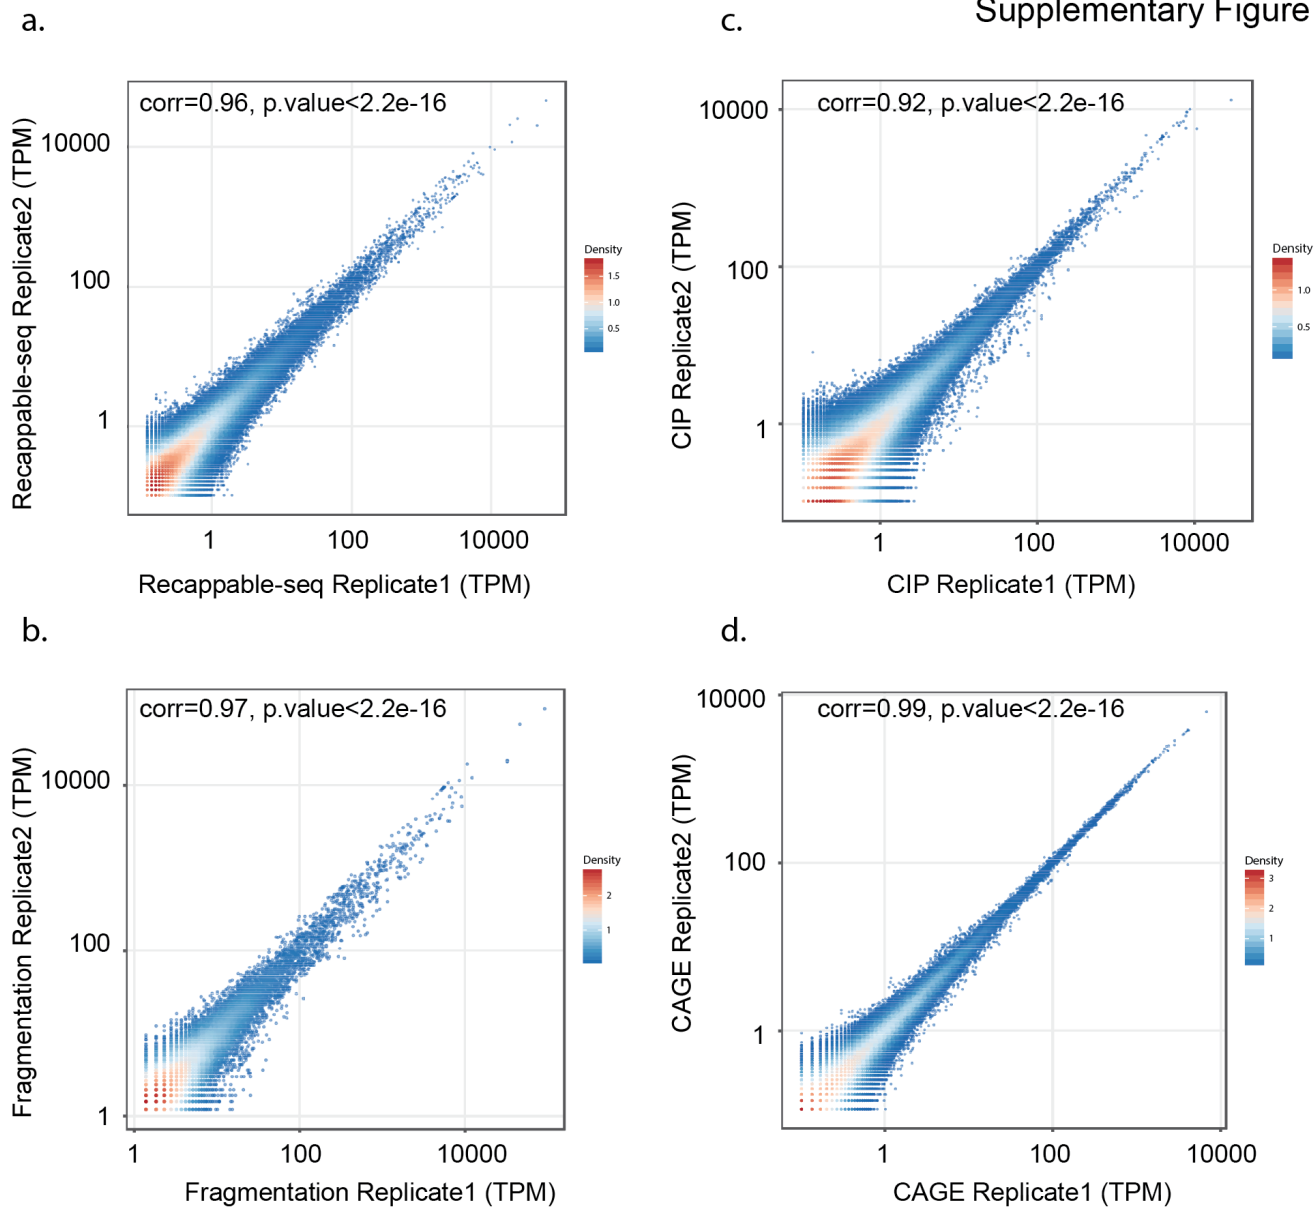 Supplementary Figure
a.
corr=0.96, p.value<2.2e-16
Recappable-seq Replicate2 (TPM)
10000
100
1
1
100
10000
Recappable-seq Replicate1 (TPM)
Density
1.5
1.0
0.5
c.
corr=0.92, p.value<2.2e-16
CIP Replicate2 (TPM)
10000
100
1
1
100
10000
CIP Replicate1 (TPM)
Density
1.0
0.5
b.
corr=0.97, p.value<2.2e-16
Fragmentation Replicate2 (TPM)
10000
100
1
1
100
10000
Fragmentation Replicate1 (TPM)
Density
2
1
d.
corr=0.99, p.value<2.2e-16
CAGE Replicate2 (TPM)
10000
100
1
1
100
10000
CAGE Replicate1 (TPM)
Density
3
2
1